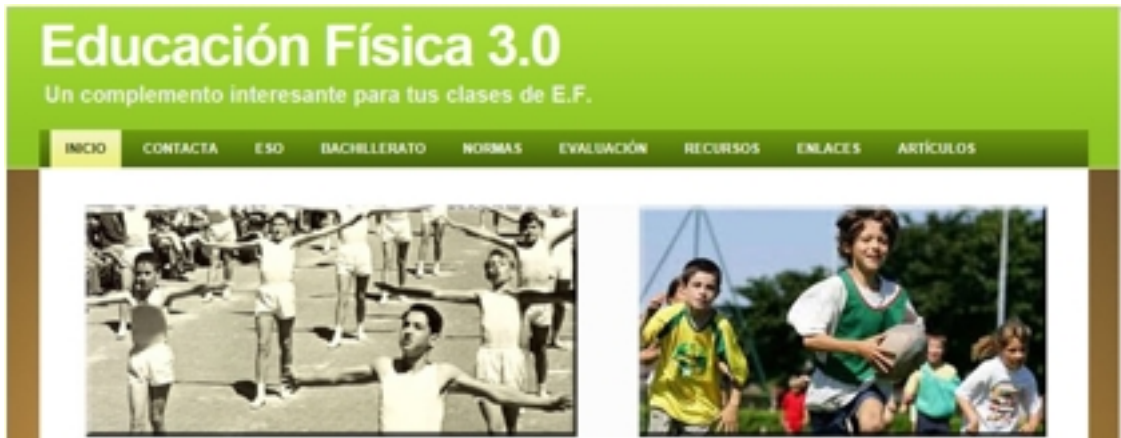 Educación Física 3.0
Un complemento interesante para tus clases de E.F.
INICIO CONTACTA ESO BACHILLERATO NORMAS EVALUACIÓN RECURSOS ENLACES ARTÍCULOS